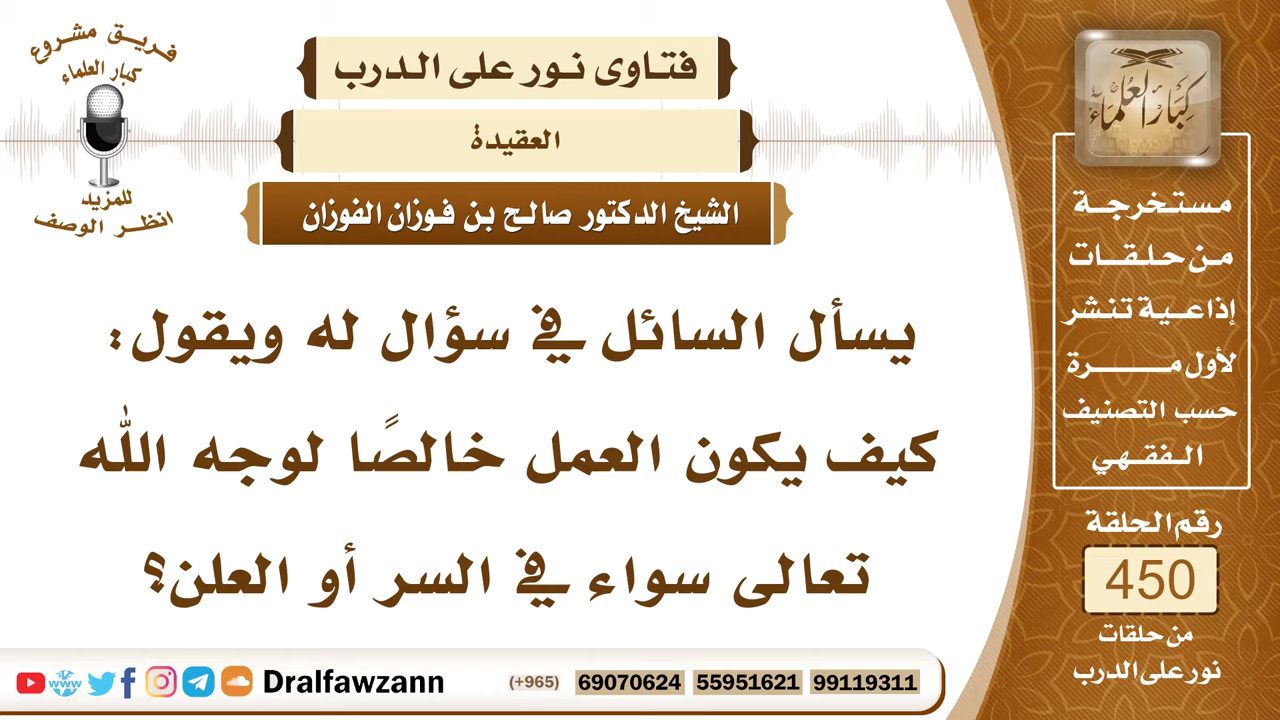 فريق مشروع
كبار العلماء
للمزيد
انظر الوصف
فتاوى نور على الدرب
العقيدة
الشيخ الدكتور صالح بن فوزان الفوزان
يسأل السائل في سؤال له ويقول:
كيف يكون العمل خالصًا لوجه الله
تعالى سواء في السر أو العلن؟
كبار العلماء
مستخرجة
من حلقات
إذاعية تنشر
لأول مرة
حسب التصنيف
الفقهي
رقم الحلقة
450
من حلقات
نور على الدرب
www Dralfawzann (+965) 69070624 55951621 99119311